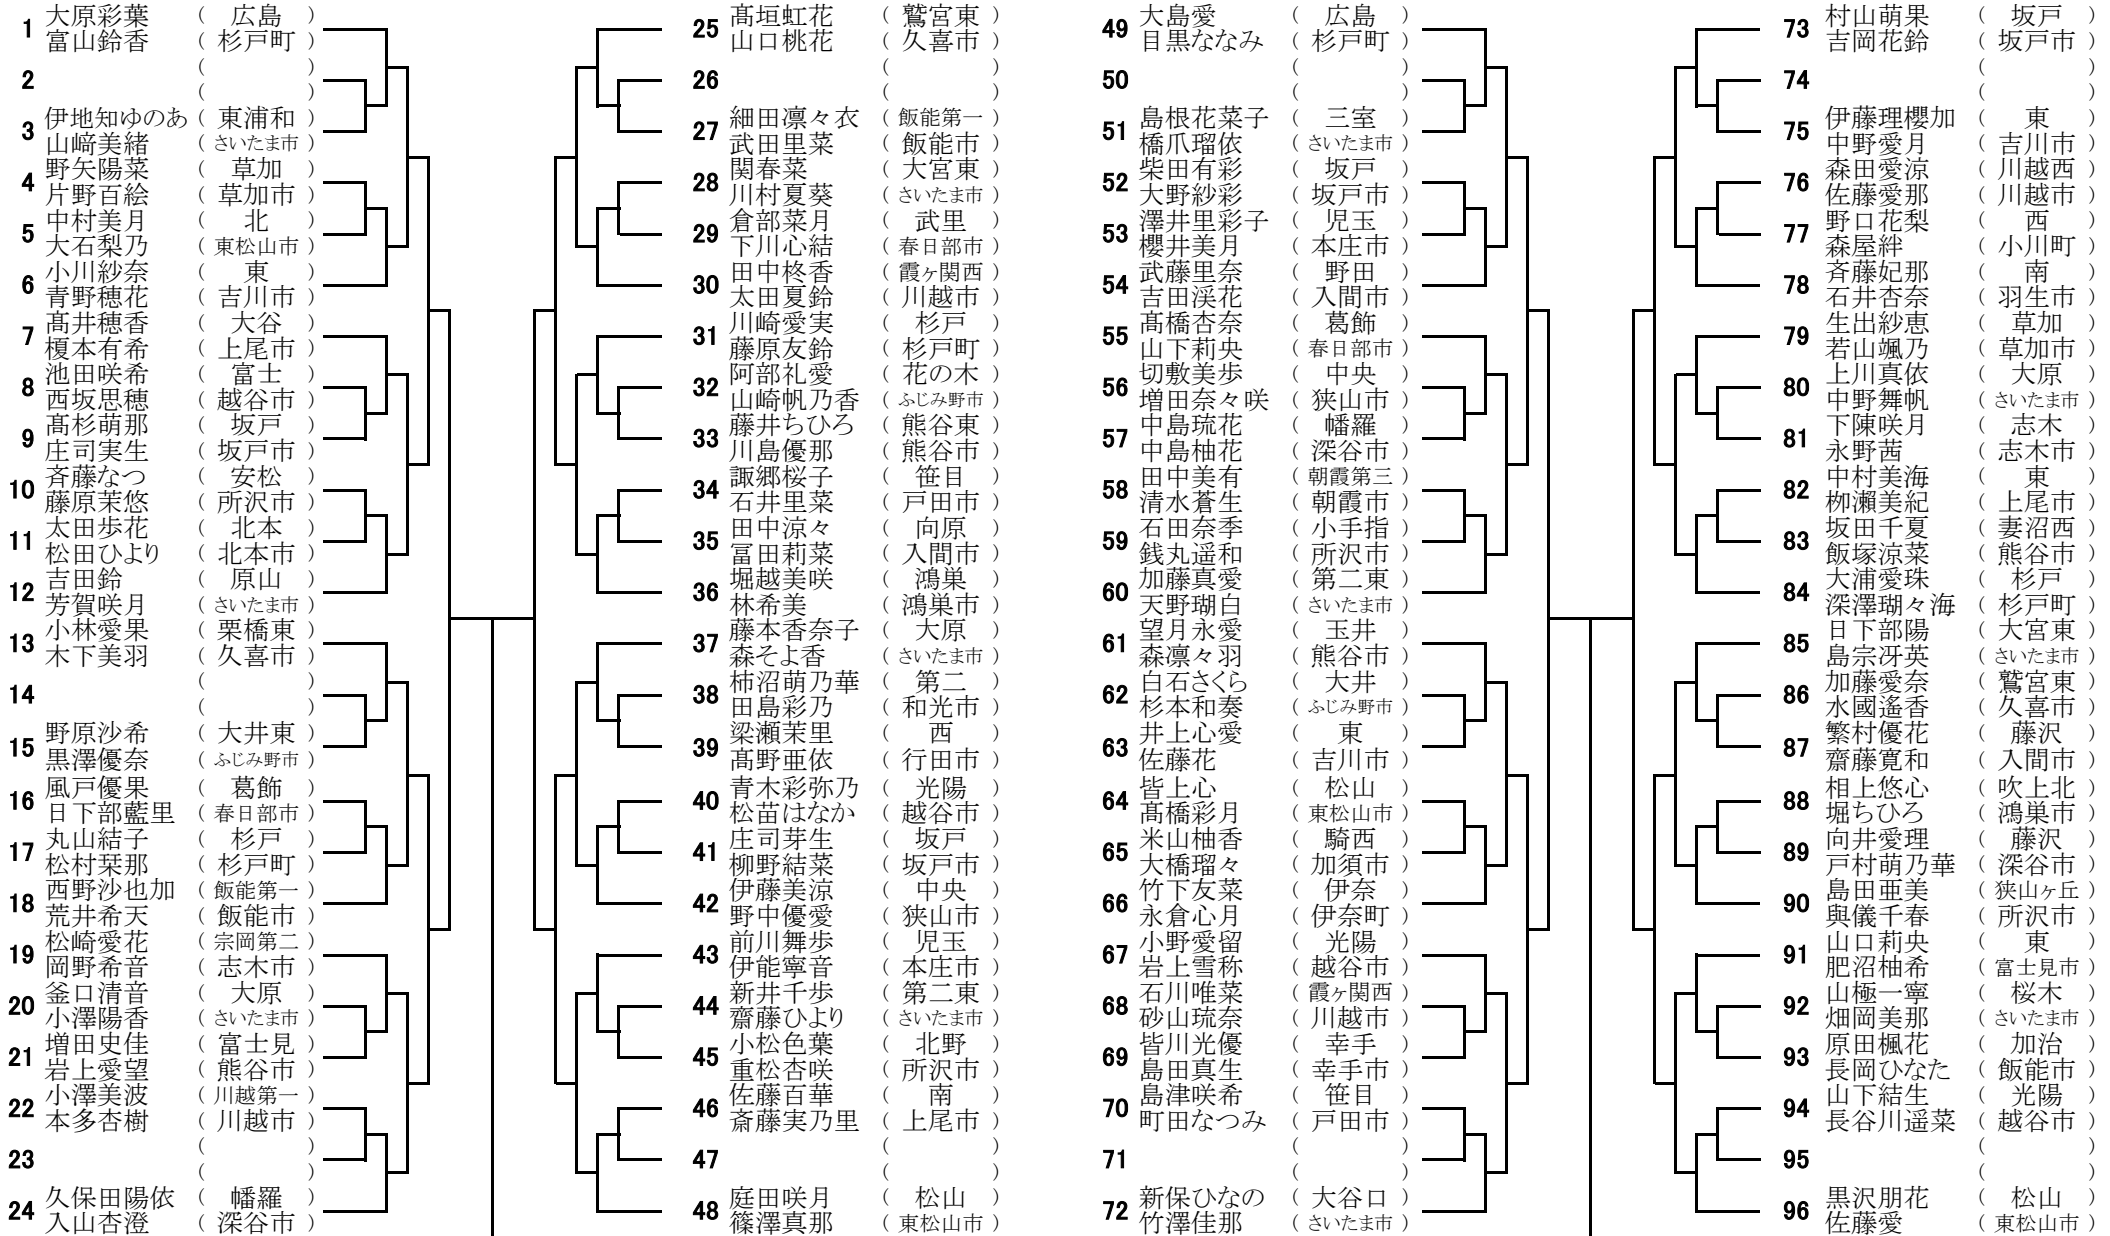 1 大原彩葉 ( 広島 )
富山鈴香 ( 杉戸町 )
2 ( )
( )
3 伊地知ゆのあ ( 東浦和 )
山﨑美緒 ( さいたま市 )
4 野矢陽菜 ( 草加 )
片野百絵 ( 草加市 )
5 中村美月 ( 北 )
大石梨乃 ( 東松山市 )
6 小川紗奈 ( 東 )
青野穂花 ( 吉川市 )
7 髙井穂香 ( 大谷 )
榎本有希 ( 上尾市 )
8 池田咲希 ( 富士 )
西坂思穂 ( 越谷市 )
9 髙杉萌那 ( 坂戸 )
庄司実生 ( 坂戸市 )
10 斉藤なつ ( 安松 )
藤原茉悠 ( 所沢市 )
11 太田歩花 ( 北本 )
松田ひより ( 北本市 )
12 吉田鈴 ( 原山 )
芳賀咲月 ( さいたま市 )
13 小林愛果 ( 栗橋東 )
木下美羽 ( 久喜市 )
14 ( )
( )
15 野原沙希 ( 大井東 )
黒澤優奈 ( ふじみ野市 )
16 風戸優果 ( 葛飾 )
日下部藍里 ( 春日部市 )
17 丸山結子 ( 杉戸 )
松村栞那 ( 杉戸町 )
18 西野沙也加 ( 飯能第一 )
荒井希天 ( 飯能市 )
19 松崎愛花 ( 宗岡第二 )
岡野希音 ( 志木市 )
20 釜口清音 ( 大原 )
小澤陽香 ( さいたま市 )
21 増田史佳 ( 富士見 )
岩上愛望 ( 熊谷市 )
22 小澤美波 ( 川越第一 )
本多杏樹 ( 川越市 )
23 ( )
( )
24 久保田陽依 ( 幡羅 )
入山杏澄 ( 深谷市 )
25 髙垣虹花 ( 鷲宮東 )
山口桃花 ( 久喜市 )
26 ( )
( )
27 細田凛々衣 ( 飯能第一 )
武田里菜 ( 飯能市 )
28 関春菜 ( 大宮東 )
川村夏葵 ( さいたま市 )
29 倉部菜月 ( 武里 )
下川心結 ( 春日部市 )
30 田中柊香 ( 霞ヶ関西 )
太田夏鈴 ( 川越市 )
31 川崎愛実 ( 杉戸 )
藤原友鈴 ( 杉戸町 )
32 阿部礼愛 ( 花の木 )
山崎帆乃香 ( ふじみ野市 )
33 藤井ちひろ ( 熊谷東 )
川島優那 ( 熊谷市 )
34 諏郷桜子 ( 笹目 )
石井里菜 ( 戸田市 )
35 田中涼々 ( 向原 )
冨田莉菜 ( 入間市 )
36 堀越美咲 ( 鴻巣 )
林希美 ( 鴻巣市 )
37 藤本香奈子 ( 大原 )
森そよ香 ( さいたま市 )
38 柿沼萌乃華 ( 第二 )
田島彩乃 ( 和光市 )
39 梁瀬茉里 ( 西 )
髙野亜依 ( 行田市 )
40 青木彩弥乃 ( 光陽 )
松苗はなか ( 越谷市 )
41 庄司芽生 ( 坂戸 )
柳野結菜 ( 坂戸市 )
42 伊藤美涼 ( 中央 )
野中優愛 ( 狭山市 )
43 前川舞歩 ( 児玉 )
伊能寧音 ( 本庄市 )
44 新井千歩 ( 第二東 )
齋藤ひより ( さいたま市 )
45 小松色葉 ( 北野 )
重松杏咲 ( 所沢市 )
46 佐藤百華 ( 南 )
斎藤実乃里 ( 上尾市 )
47 ( )
( )
48 庭田咲月 ( 松山 )
篠澤真那 ( 東松山市 )
49 大島愛 ( 広島 )
目黒ななみ ( 杉戸町 )
50 ( )
( )
51 島根花菜子 ( 三室 )
橋爪瑠依 ( さいたま市 )
52 柴田有彩 ( 坂戸 )
大野紗彩 ( 坂戸市 )
53 澤井里彩子 ( 児玉 )
櫻井美月 ( 本庄市 )
54 武藤里奈 ( 野田 )
吉田渓花 ( 入間市 )
55 髙橋杏奈 ( 葛飾 )
山下莉央 ( 春日部市 )
56 切敷美歩 ( 中央 )
増田奈々咲 ( 狭山市 )
57 中島琉花 ( 幡羅 )
中島柚花 ( 深谷市 )
58 田中美有 ( 朝霞第三 )
清水蒼生 ( 朝霞市 )
59 石田奈季 ( 小手指 )
銭丸遥和 ( 所沢市 )
60 加藤真愛 ( 第二東 )
天野瑚白 ( さいたま市 )
61 望月永愛 ( 玉井 )
森凛々羽 ( 熊谷市 )
62 白石さくら ( 大井 )
杉本和奏 ( ふじみ野市 )
63 井上心愛 ( 東 )
佐藤花 ( 吉川市 )
64 皆上心 ( 松山 )
髙橋彩月 ( 東松山市 )
65 米山柚香 ( 騎西 )
大橋瑠々 ( 加須市 )
66 竹下友菜 ( 伊奈 )
永倉心月 ( 伊奈町 )
67 小野愛留 ( 光陽 )
岩上雪称 ( 越谷市 )
68 石川唯菜 ( 霞ヶ関西 )
砂山琉奈 ( 川越市 )
69 皆川光優 ( 幸手 )
島田真生 ( 幸手市 )
70 島津咲希 ( 笹目 )
町田なつみ ( 戸田市 )
71 ( )
( )
72 新保ひなの ( 大谷口 )
竹澤佳那 ( さいたま市 )
73 村山萌果 ( 坂戸 )
吉岡花鈴 ( 坂戸市 )
74 ( )
( )
75 伊藤理櫻加 ( 東 )
中野愛月 ( 吉川市 )
76 森田愛涼 ( 川越西 )
佐藤愛那 ( 川越市 )
77 野口花梨 ( 西 )
森屋絆 ( 小川町 )
78 斉藤妃那 ( 南 )
石井杏奈 ( 羽生市 )
79 生出紗恵 ( 草加 )
若山颯乃 ( 草加市 )
80 上川真依 ( 大原 )
中野舞帆 ( さいたま市 )
81 下陳咲月 ( 志木 )
永野茜 ( 志木市 )
82 中村美海 ( 東 )
栁瀬美紀 ( 上尾市 )
83 坂田千夏 ( 妻沼西 )
飯塚涼菜 ( 熊谷市 )
84 大浦愛珠 ( 杉戸 )
深澤瑚々海 ( 杉戸町 )
85 日下部陽 ( 大宮東 )
島宗冴英 ( さいたま市 )
86 加藤愛奈 ( 鷲宮東 )
水國遙香 ( 久喜市 )
87 繁村優花 ( 藤沢 )
齋藤寛和 ( 入間市 )
88 相上悠心 ( 吹上北 )
堀ちひろ ( 鴻巣市 )
89 向井愛理 ( 藤沢 )
戸村萌乃華 ( 深谷市 )
90 島田亜美 ( 狭山ヶ丘 )
與儀千春 ( 所沢市 )
91 山口莉央 ( 東 )
肥沼柚希 ( 富士見市 )
92 山極一寧 ( 桜木 )
畑岡美那 ( さいたま市 )
93 原田楓花 ( 加治 )
長岡ひなた ( 飯能市 )
94 山下結生 ( 光陽 )
長谷川遥菜 ( 越谷市 )
95 ( )
( )
96 黒沢朋花 ( 松山 )
佐藤愛 ( 東松山市 )